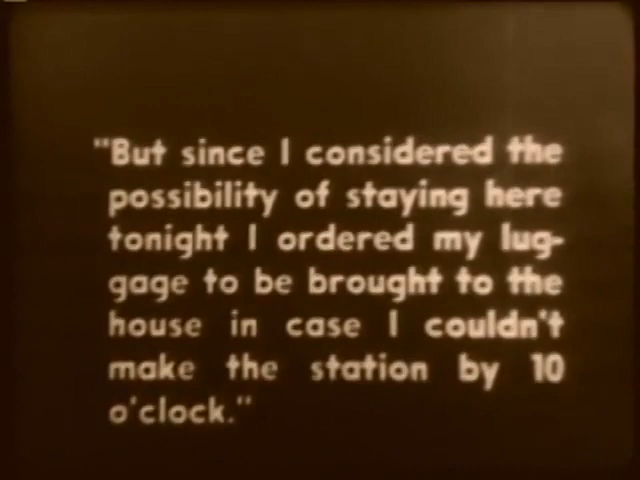 "But since I considered the
possibility of staying here
tonight I ordered my lug-
gage to be brought to the
house in case I couldn't
make the station by 10
o'clock."